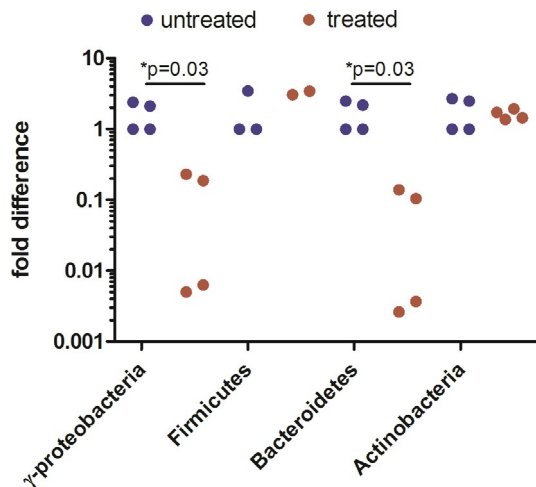 untreated treated
*p=0.03 *p=0.03
10
1
0.1
0.01
0.001
fold difference
γ-proteobacteria
Firmicutes
Bacteroidetes
Actinobacteria